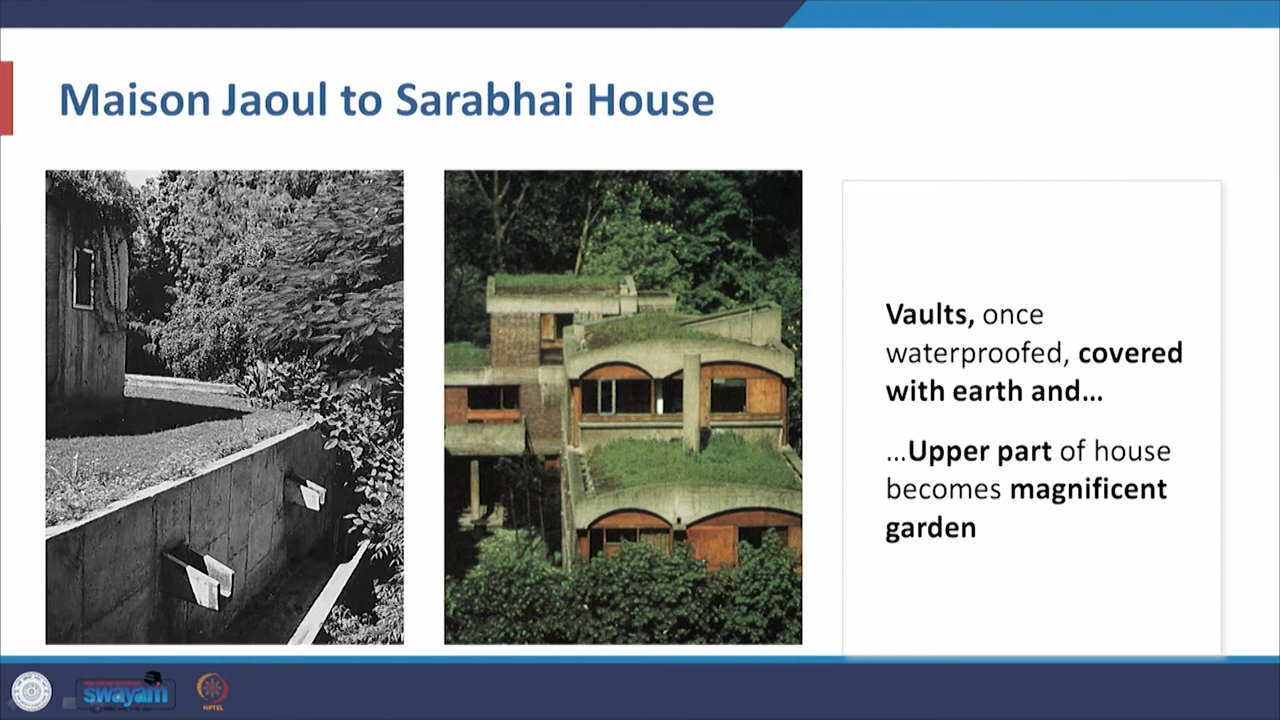 Maison Jaoul to Sarabhai House
Vaults, once
waterproofed, covered
with earth and…
…Upper part of house
becomes magnificent
garden
swayam
NPTEL